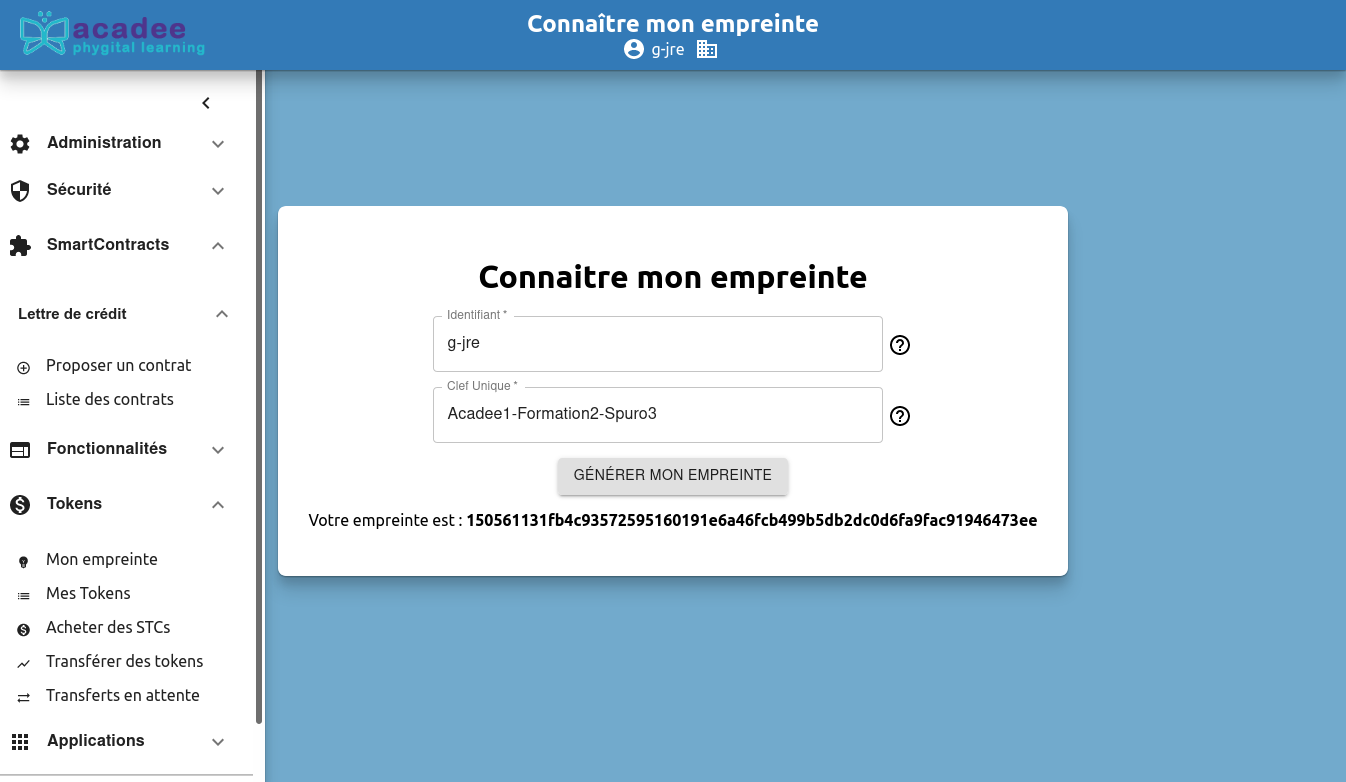 acadee
phygital learning
Connaître mon empreinte
g-jre
Administration
Sécurité
SmartContracts
Lettre de crédit
Proposer un contrat
Liste des contrats
Fonctionnalités
Tokens
Mon empreinte
Mes Tokens
Acheter des STCs
Transférer des tokens
Transferts en attente
Applications
Connaitre mon empreinte
Identifiant *
g-jre
Clef Unique *
Acadee1-Formation2-Spuro3
GÉNÉRER MON EMPREINTE
Votre empreinte est : 150561131fb4c93572595160191e6a46fcb499b5db2dc0d6fa9fac91946473ee